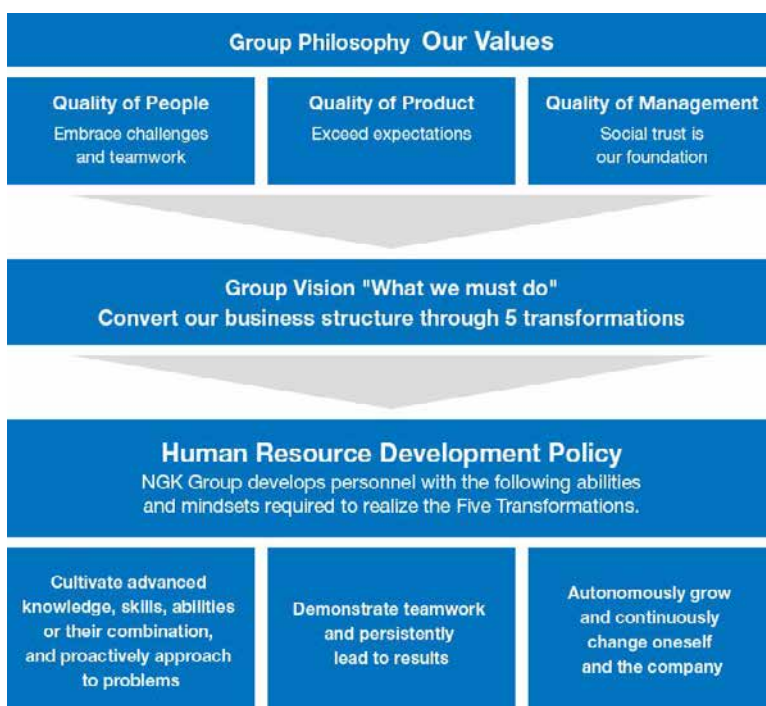 Group Philosophy Our Values
Quality of People
Embrace challenges
and teamwork
Quality of Product
Exceed expectations
Quality of Management
Social trust is
our foundation
Group Vision "What we must do"
Convert our business structure through 5 transformations
Human Resource Development Policy
NGK Group develops personnel with the following abilities
and mindsets required to realize the Five Transformations.
Cultivate advanced
knowledge, skills, abilities
or their combination,
and proactively approach
to problems
Demonstrate teamwork
and persistently
lead to results
Autonomously grow
and continuously
change oneself
and the company